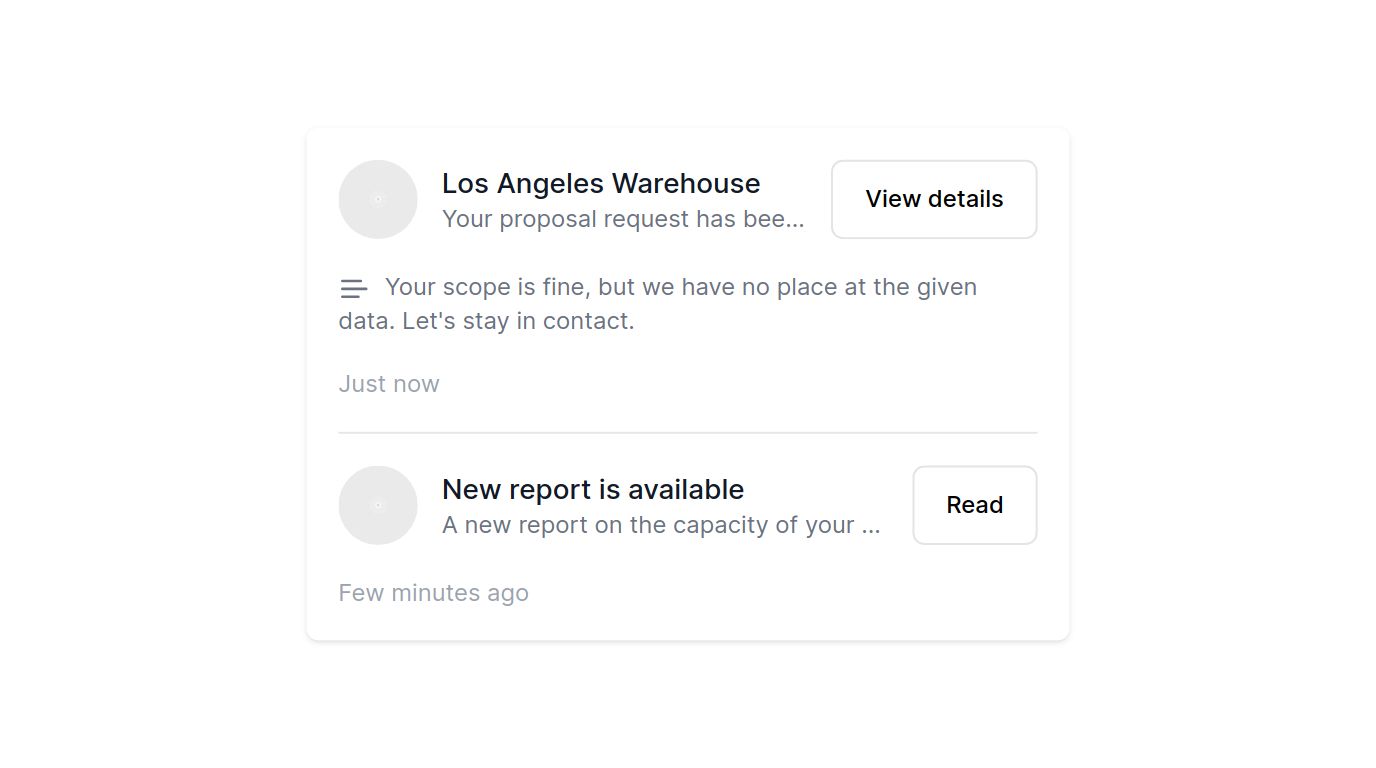 Los Angeles Warehouse
Your proposal request has bee...
View details
Your scope is fine, but we have no place at the given
data. Let's stay in contact.
Just now
New report is available
A new report on the capacity of your ...
Read
Few minutes ago